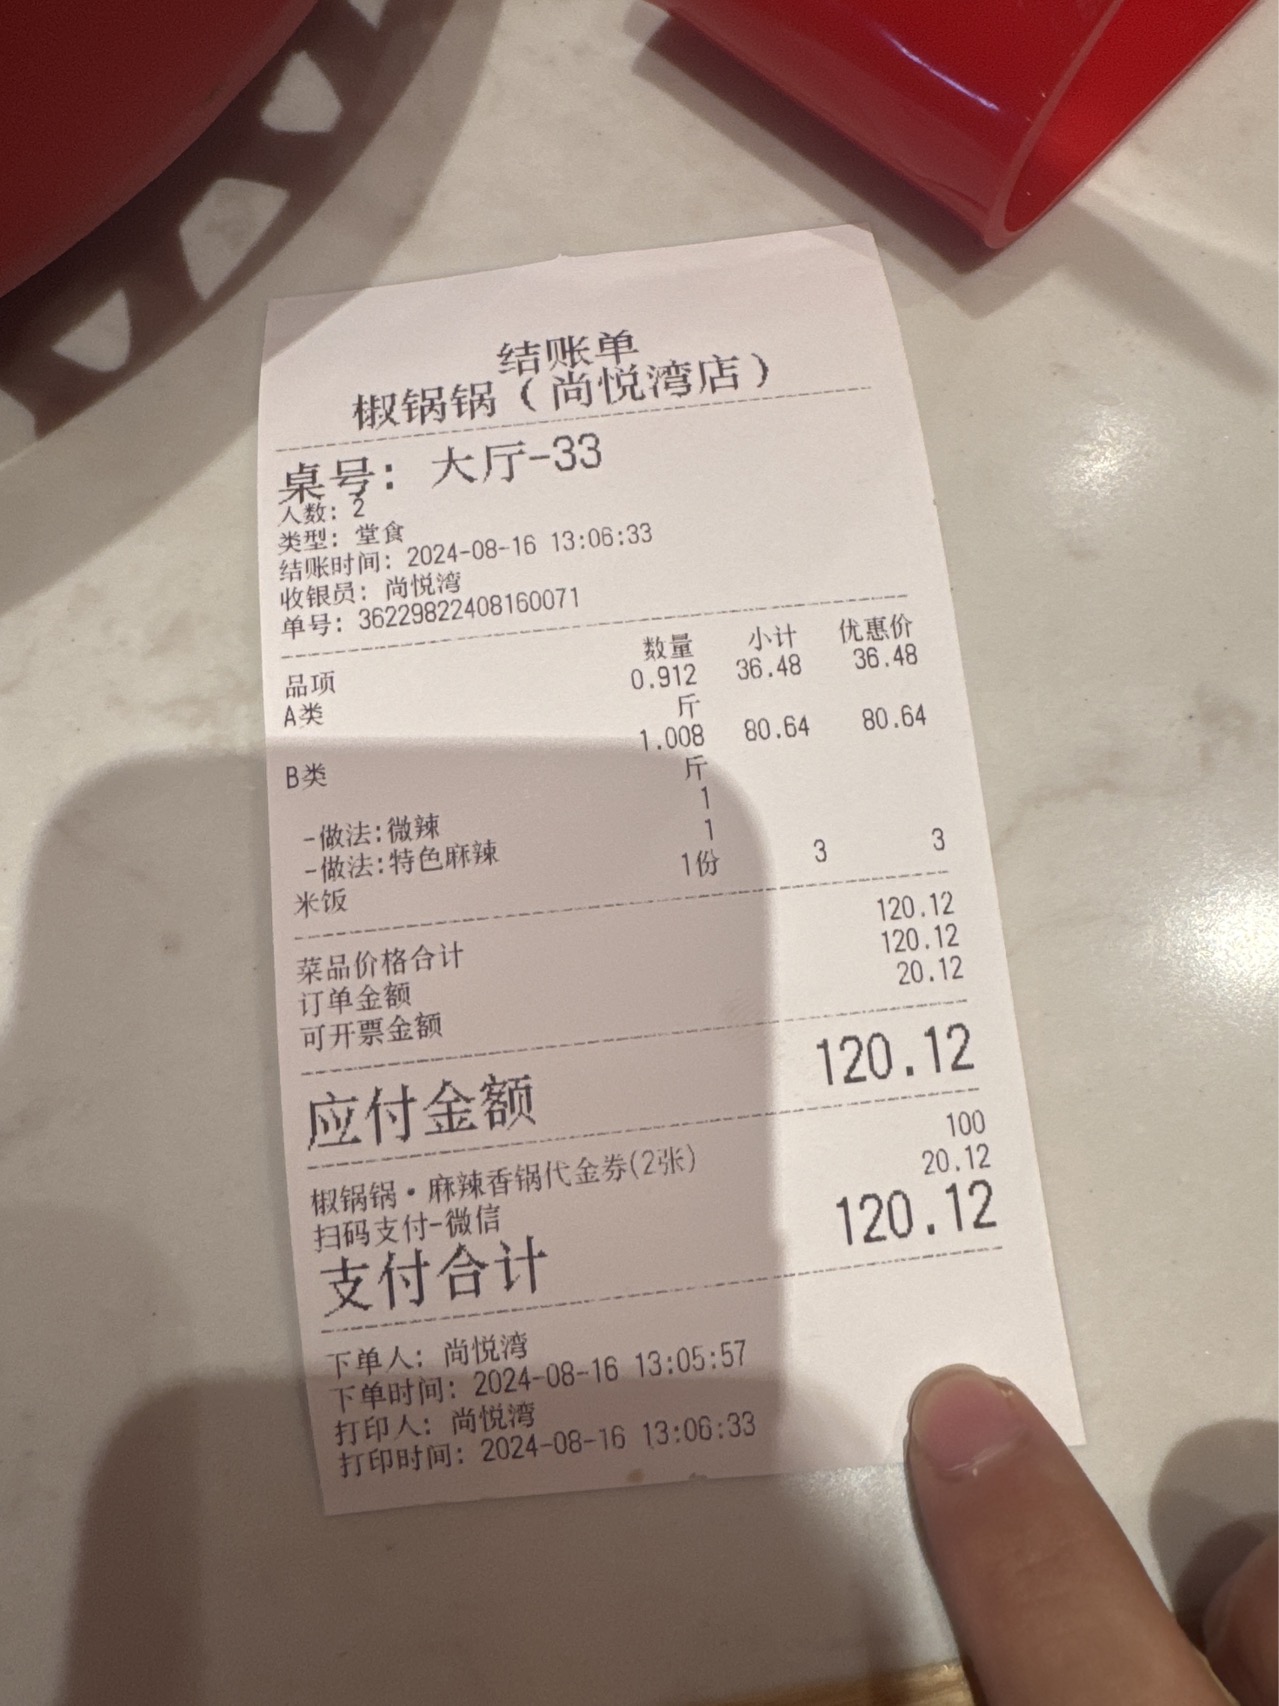 结账单
椒锅锅（尚悦湾店）
桌号： 大厅-33
人数：2
类型：堂食
结账时间：2024-08-16 13:06:33
收银员：尚悦湾
单号：36229822408160071
品项 数量 小计 优惠价
A类 0.912 36.48 36.48
斤
B类 1.008 80.64 80.64
斤
-做法:微辣 1
-做法:特色麻辣 1
米饭 1份 3 3
菜品价格合计 120.12
订单金额 120.12
可开票金额 20.12
应付金额 120.12
椒锅锅·麻辣香锅代金券(2张) 100
扫码支付-微信 20.12
支付合计 120.12
下单人：尚悦湾
下单时间：2024-08-16 13:05:57
打印人：尚悦湾
打印时间：2024-08-16 13:06:33